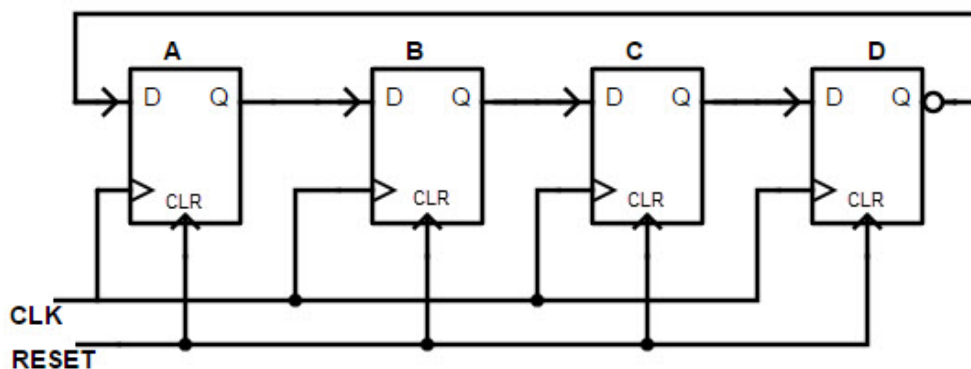 A B C D
D Q D Q D Q D Q
CLR CLR CLR CLR
CLK
RESET